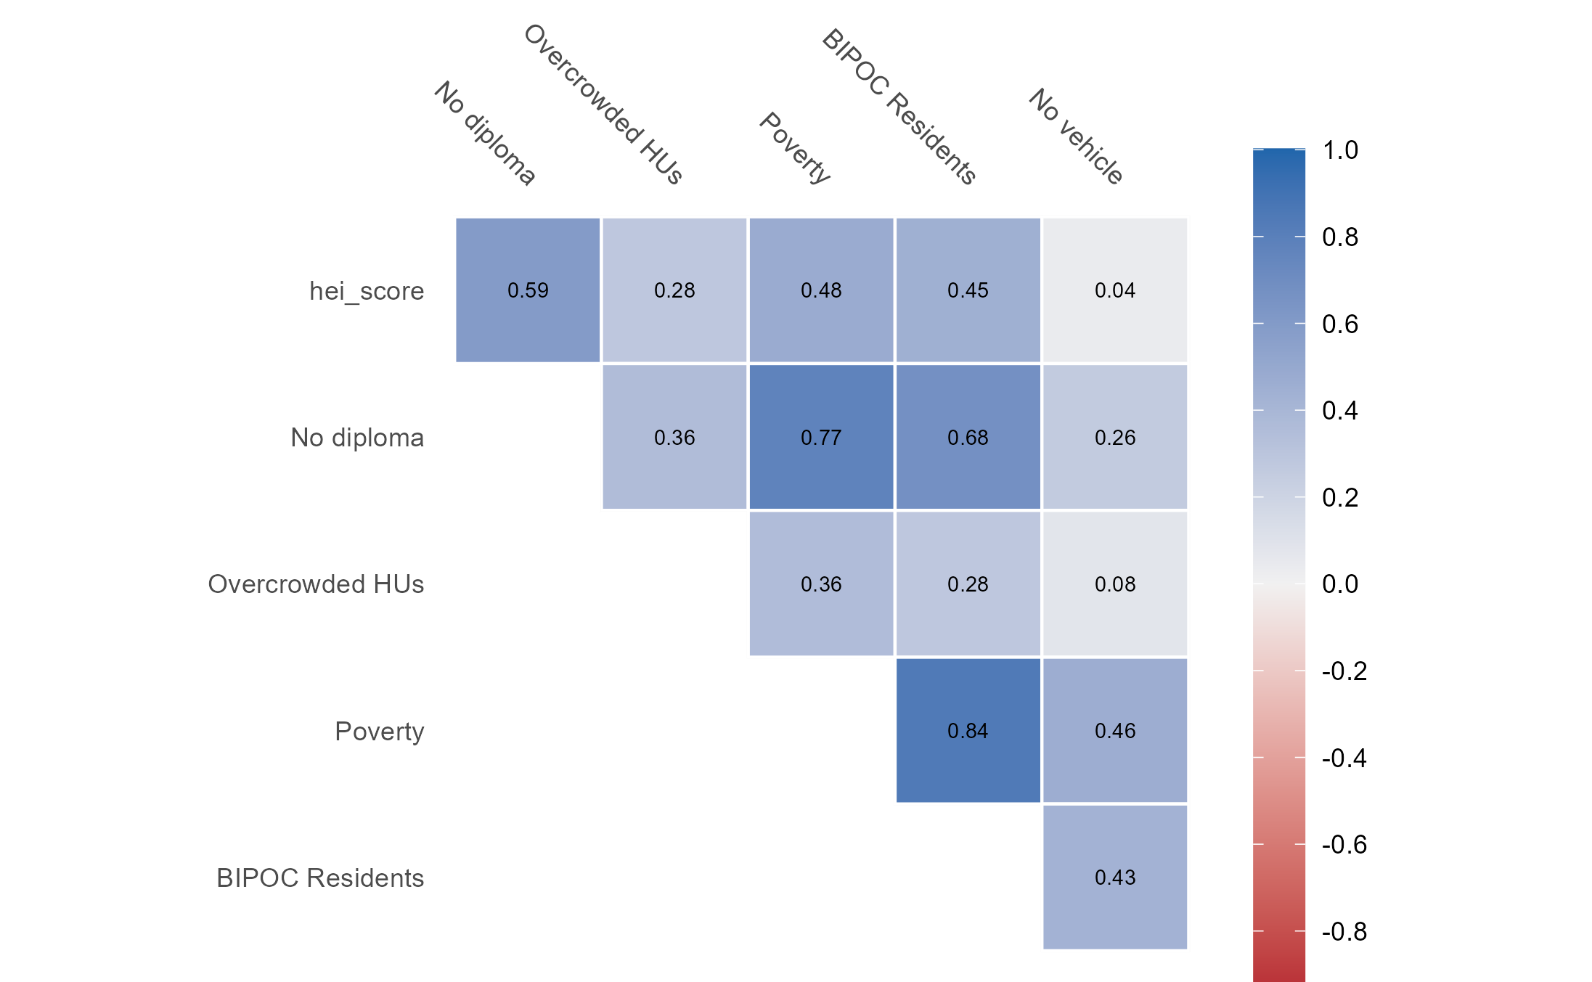 No diploma
Overcrowded HUs
Poverty
BIPOC Residents
No vehicle
hei_score 0.59 0.28 0.48 0.45 0.04
No diploma 0.36 0.77 0.68 0.26
Overcrowded HUs 0.36 0.28 0.08
Poverty 0.84 0.46
BIPOC Residents 0.43
1.0
0.8
0.6
0.4
0.2
0.0
-0.2
-0.4
-0.6
-0.8